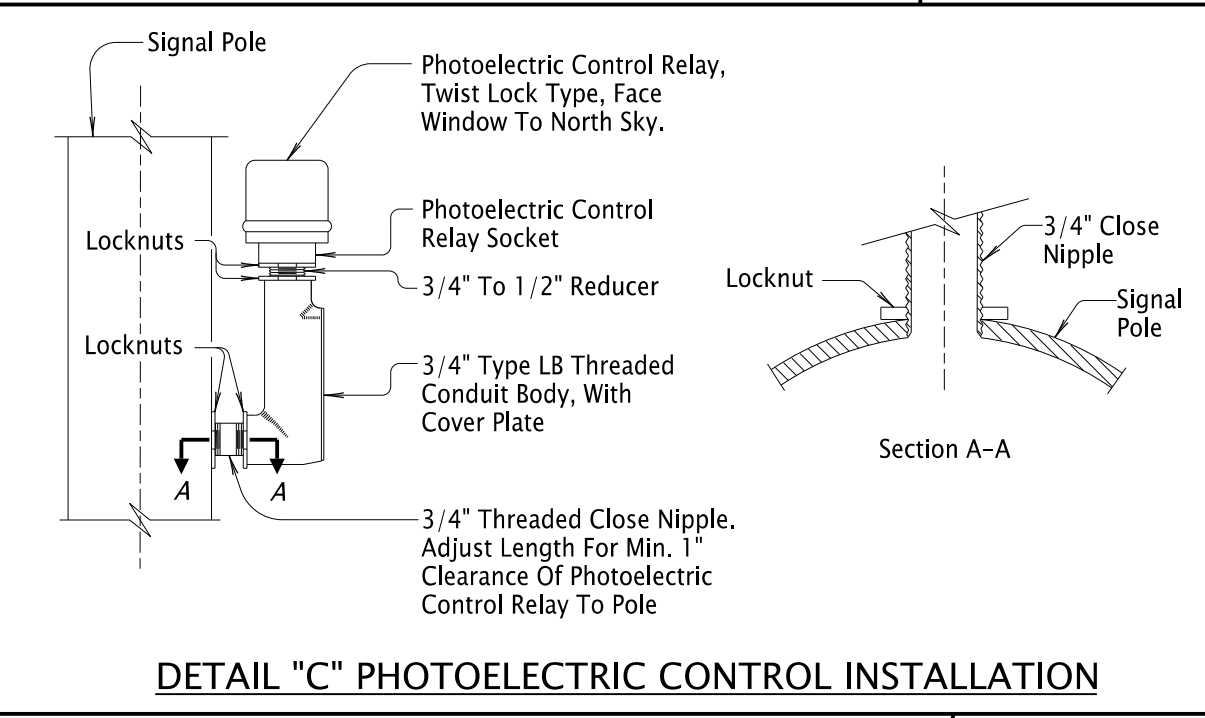 Signal Pole
Photoelectric Control Relay,
Twist Lock Type, Face
Window To North Sky.
Photoelectric Control
Relay Socket
Locknuts
3/4" To 1/2" Reducer
Locknuts
3/4" Type LB Threaded
Conduit Body, With
Cover Plate
A
A
3/4" Threaded Close Nipple.
Adjust Length For Min. 1"
Clearance Of Photoelectric
Control Relay To Pole
3/4" Close
Nipple
Locknut
Signal
Pole
Section A-A
DETAIL "C" PHOTOELECTRIC CONTROL INSTALLATION